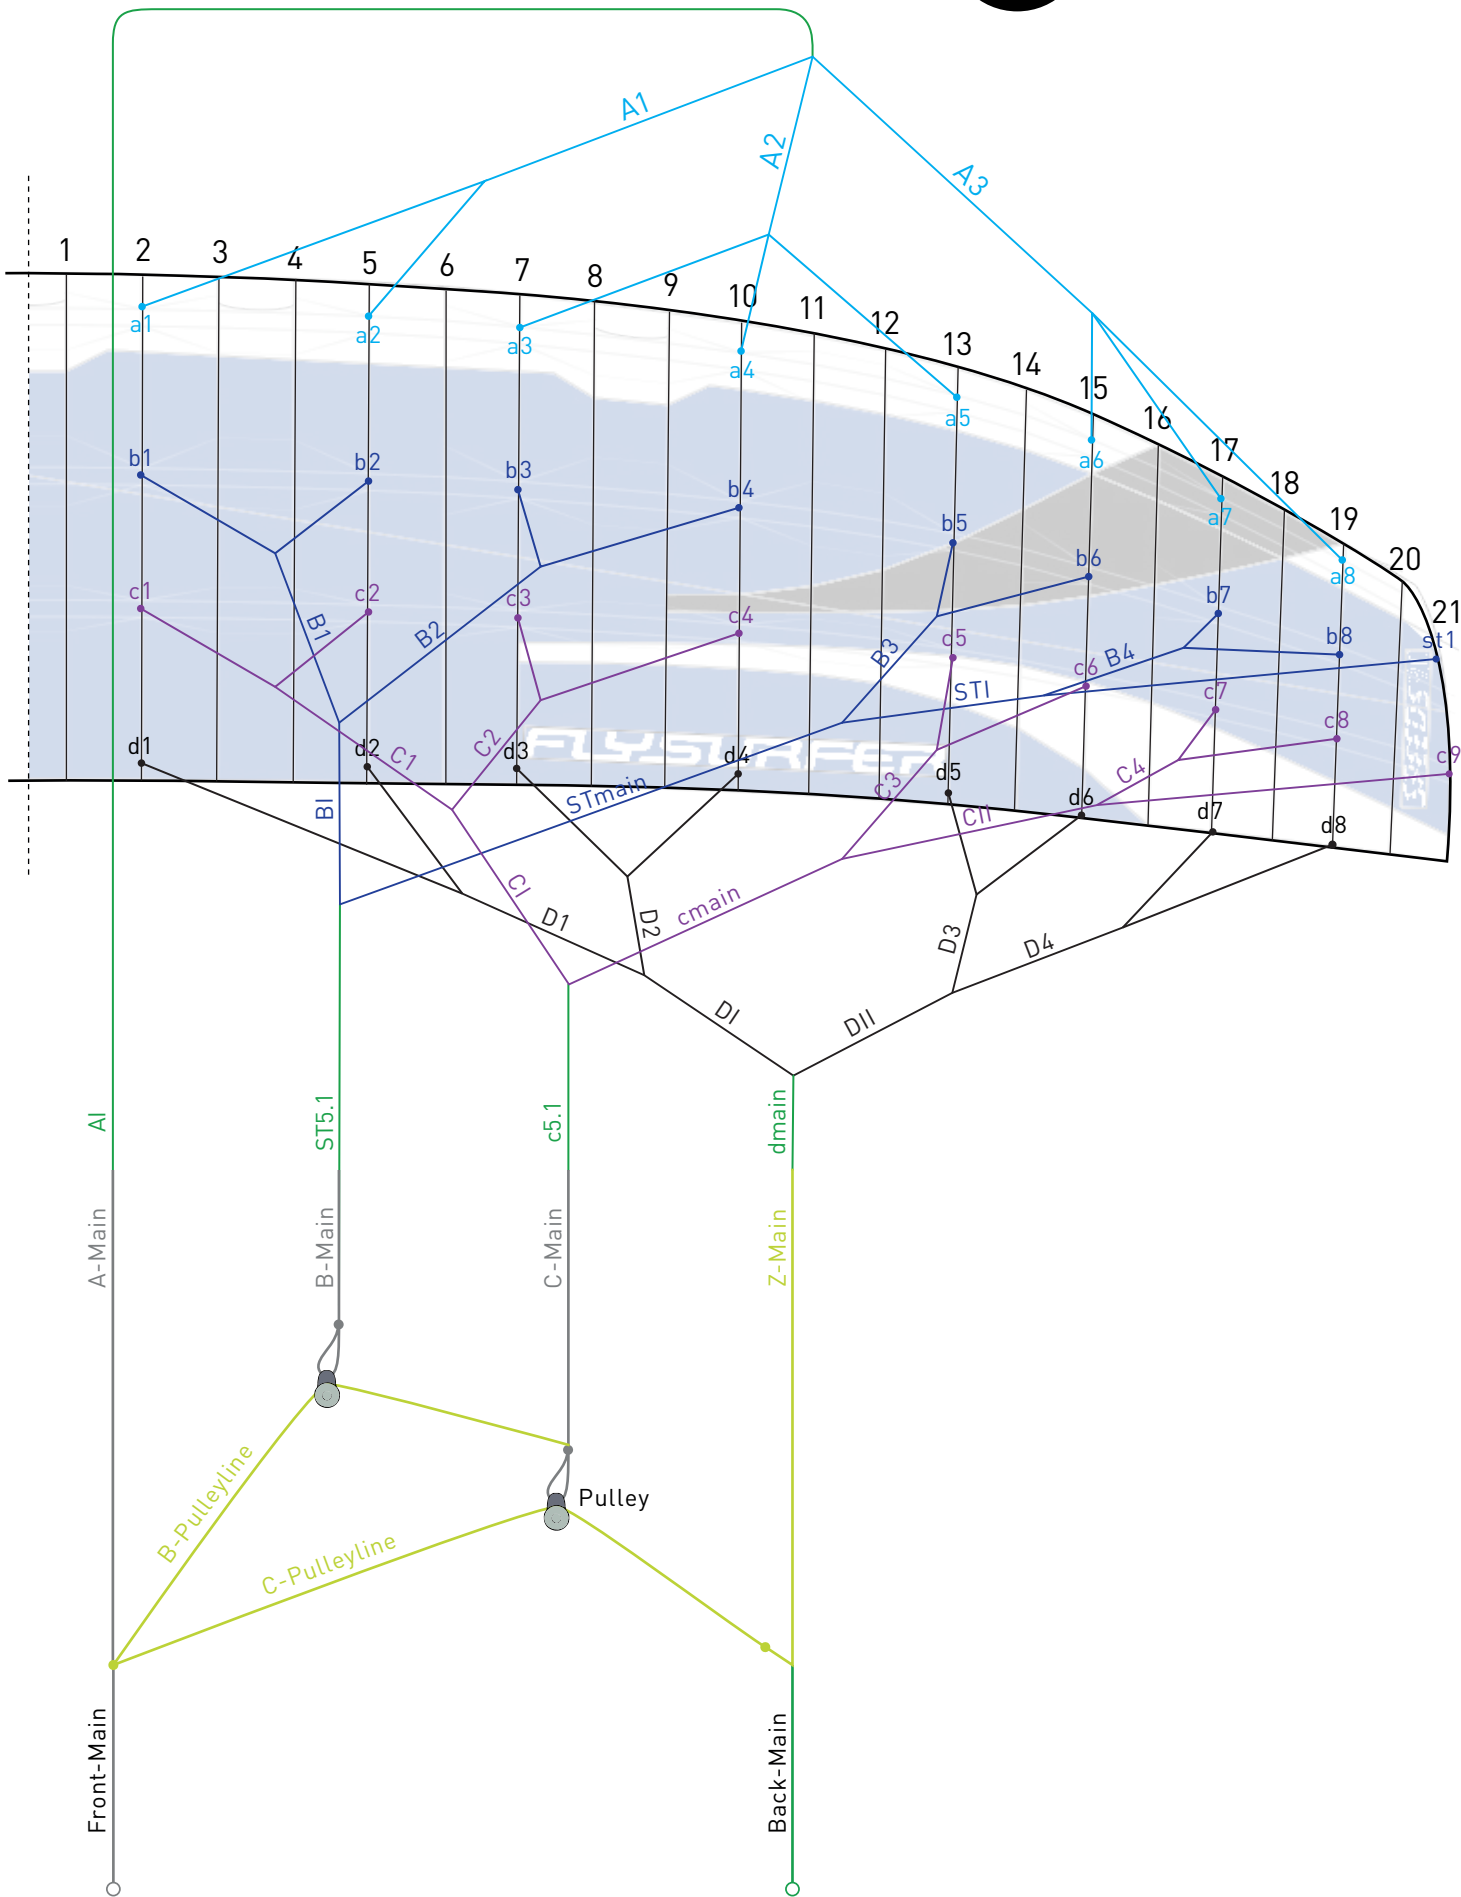 A1
A2
A3
1 2 3 4 5 6 7 8 9 10 11 12 13 14 15 16 17 18 19 20 21
a1 a2 a3 a4 a5 a6 a7 a8
b1 b2 b3 b4 b5 b6 b7 b8 st1
c1 c2 c3 c4 c5 c6 c7 c8 c9
B1 B2 B3 B4
STI
d1 d2 d3 d4 d5 d6 d7 d8
C1 C2 C3 C4
FLYSURFER
BI
STmain
CII
CI
cmain
D1 D2 D3 D4
DI
DII
AI
ST5.1
c5.1
dmain
A-Main
B-Main
C-Main
Z-Main
Pulley
B-Pulleyline
C-Pulleyline
Front-Main
Back-Main